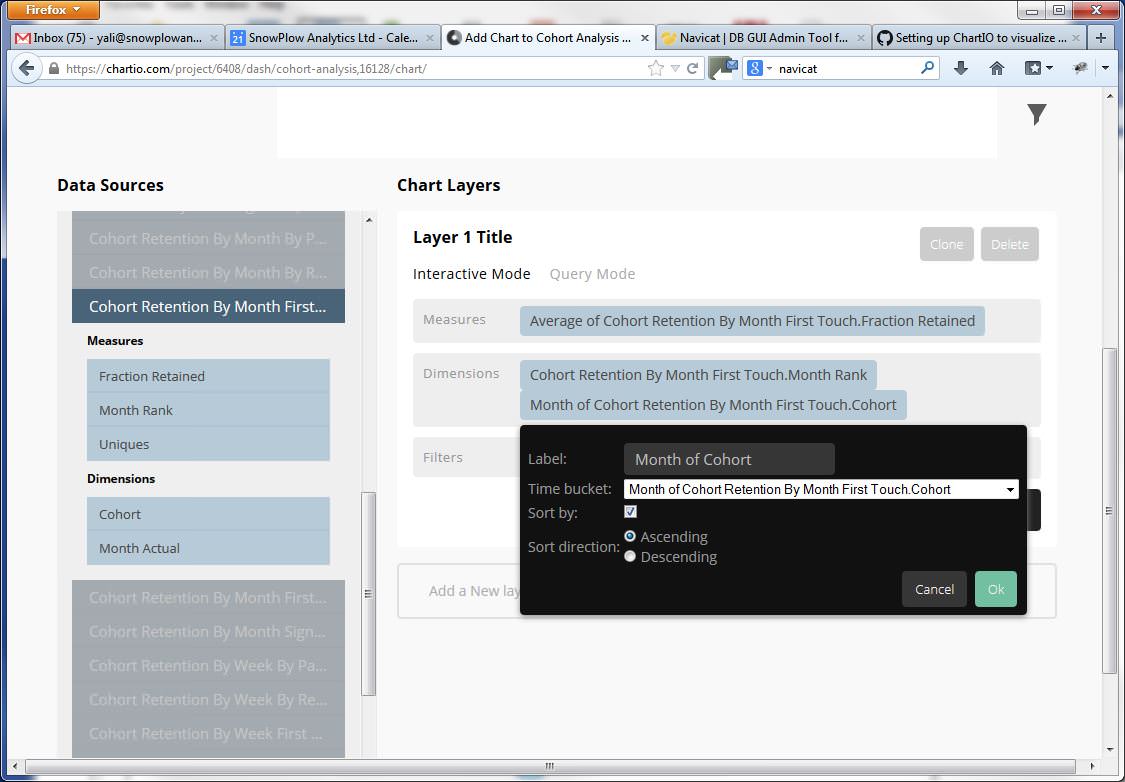 Firefox
Inbox (75) - yali@snowplowan...
21
SnowPlow Analytics Ltd - Cale...
Add Chart to Cohort Analysis ...
Navicat | DB GUI Admin Tool f...
Setting up ChartIO to visualize ...
https://chartio.com/project/6408/dash/cohort-analysis,16128/chart/
8
navicat
Data Sources
Chart Layers
Cohort Retention By Month By P...
Cohort Retention By Month By R...
Cohort Retention By Month First...
Measures
Fraction Retained
Month Rank
Uniques
Dimensions
Cohort
Month Actual
Cohort Retention By Month First...
Cohort Retention By Month Sign...
Cohort Retention By Week By Pa...
Cohort Retention By Week By Re...
Cohort Retention By Week First ...
Layer 1 Title
Clone
Delete
Interactive Mode
Query Mode
Measures
Average of Cohort Retention By Month First Touch.Fraction Retained
Dimensions
Cohort Retention By Month First Touch.Month Rank
Month of Cohort Retention By Month First Touch.Cohort
Filters
Label:
Month of Cohort
Time bucket:
Month of Cohort Retention By Month First Touch.Cohort
Sort by:
Sort direction:
Ascending
Descending
Cancel
Ok
Add a New lay